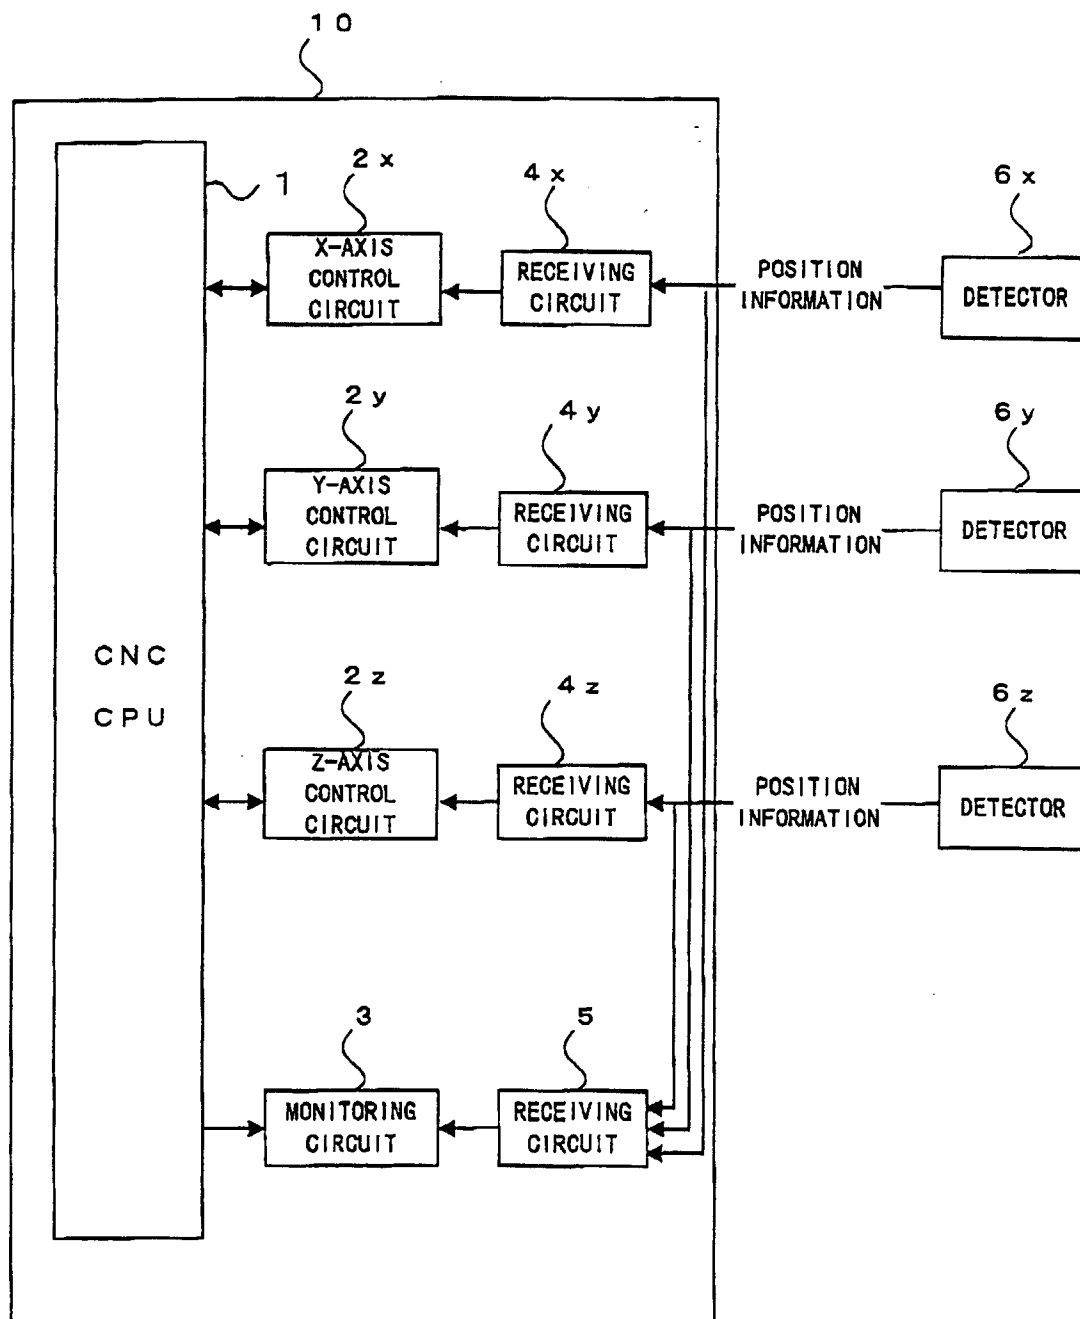 10
1
2x
4x
6x
X-AXIS
CONTROL
CIRCUIT
RECEIVING
CIRCUIT
POSITION
INFORMATION
DETECTOR
2y
4y
6y
Y-AXIS
CONTROL
CIRCUIT
RECEIVING
CIRCUIT
POSITION
INFORMATION
DETECTOR
CNC
CPU
2z
4z
6z
Z-AXIS
CONTROL
CIRCUIT
RECEIVING
CIRCUIT
POSITION
INFORMATION
DETECTOR
3
5
MONITORING
CIRCUIT
RECEIVING
CIRCUIT